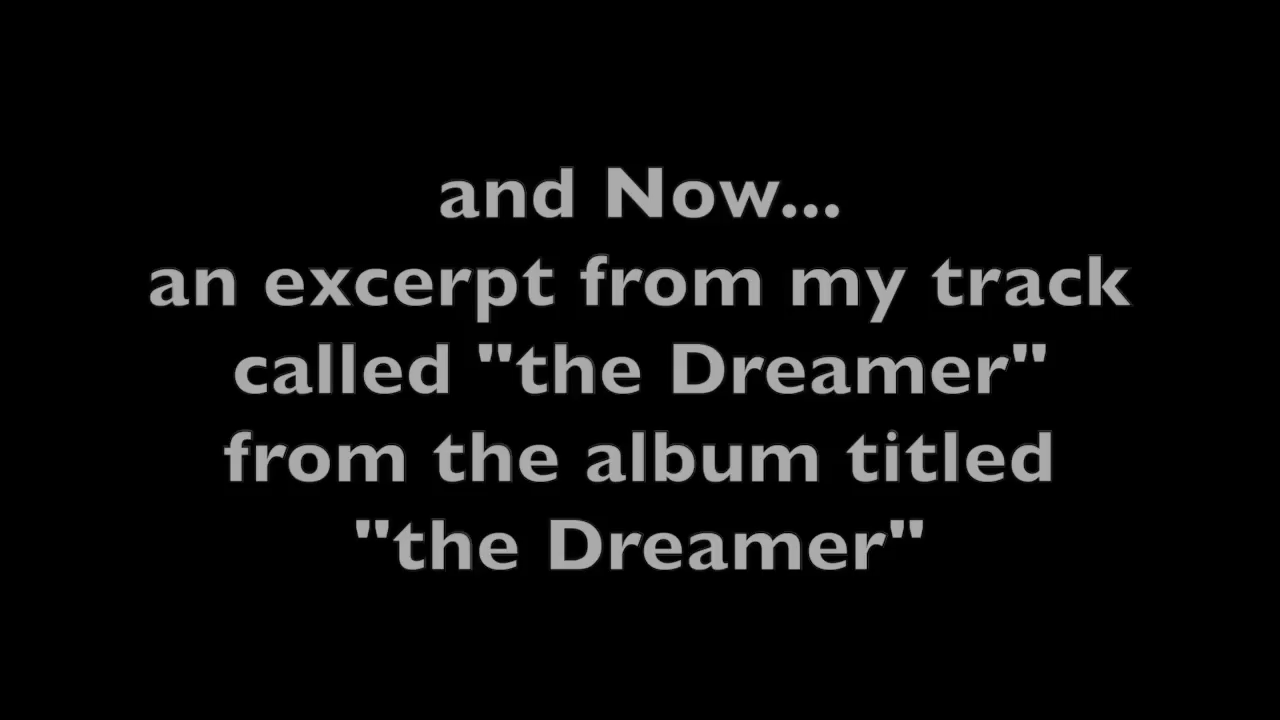 and Now...
an excerpt from my track
called "the Dreamer"
from the album titled
"the Dreamer"